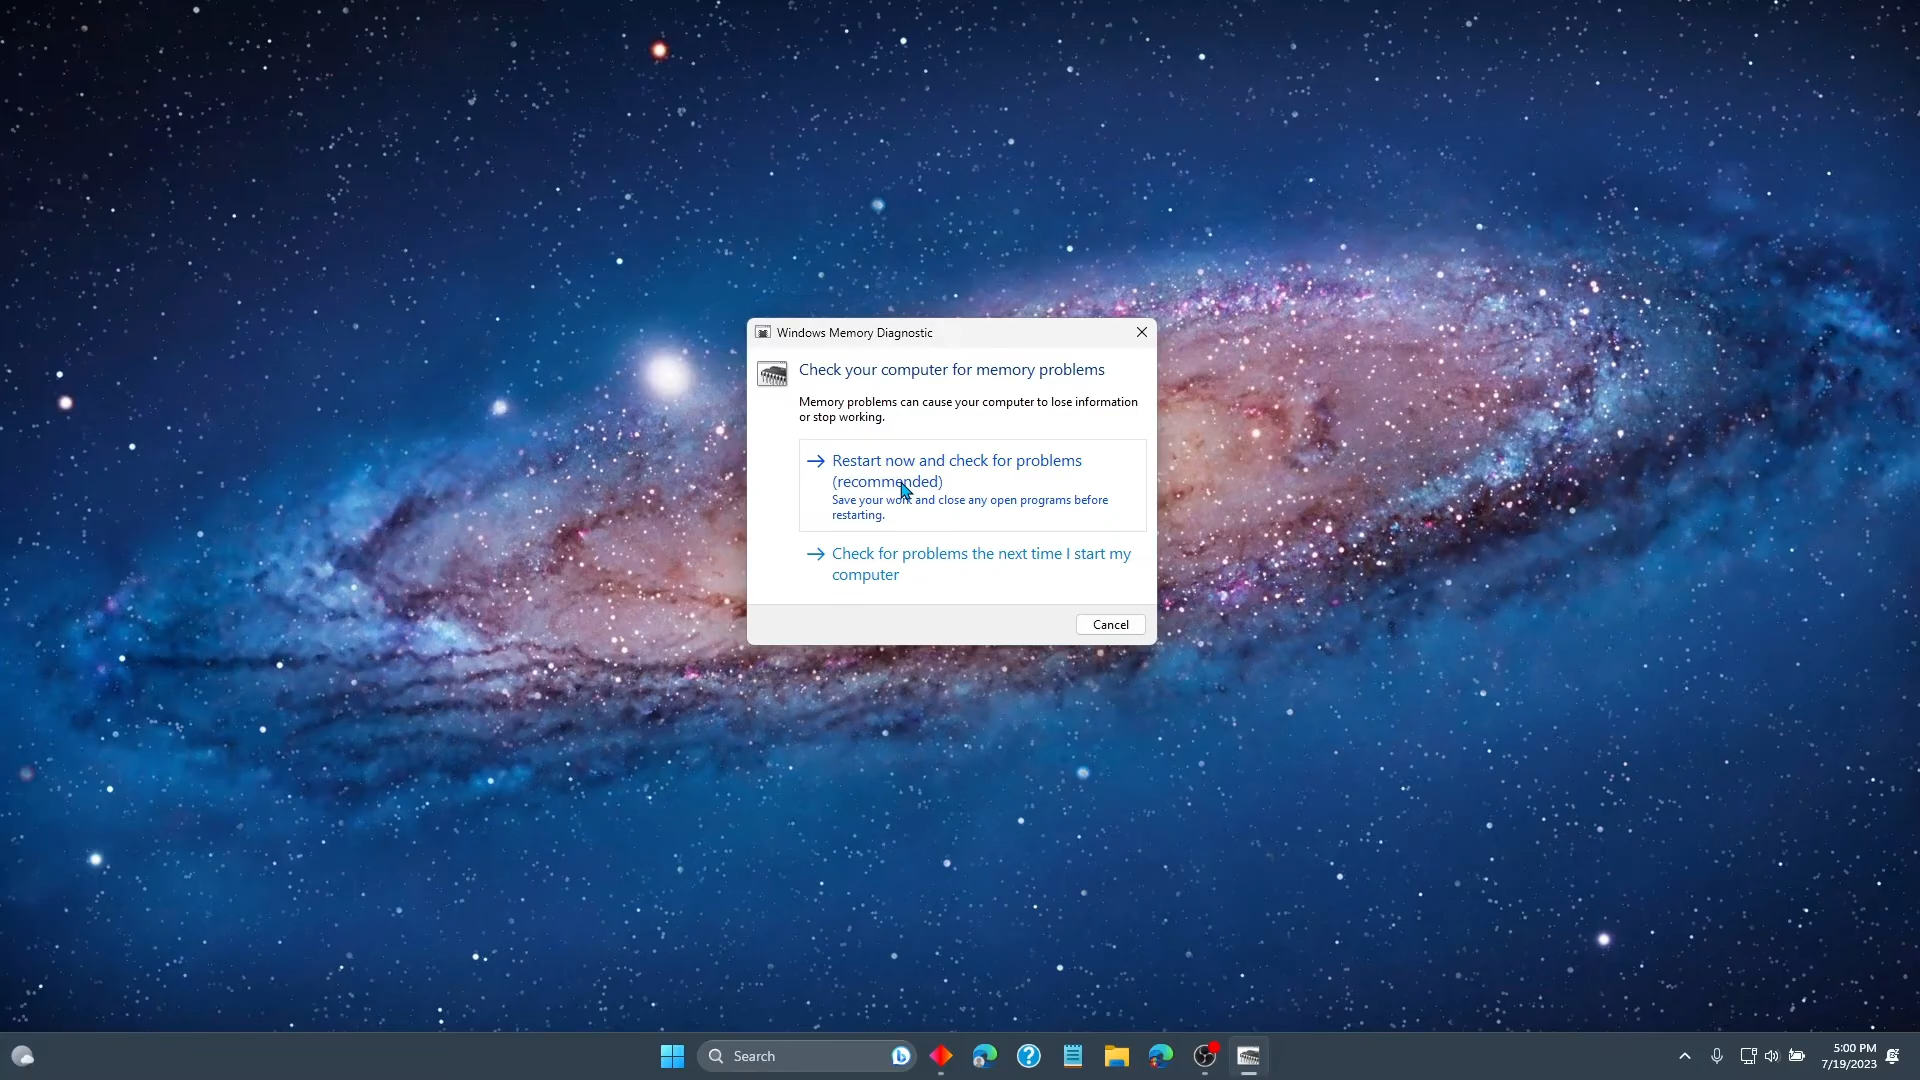 Windows Memory Diagnostic
Check your computer for memory problems
Memory problems can cause your computer to lose information
or stop working.
Restart now and check for problems
(recommended)
Save your work and close any open programs before
restarting.
Check for problems the next time I start my
computer
Cancel
Search
5:00 PM
7/19/2023